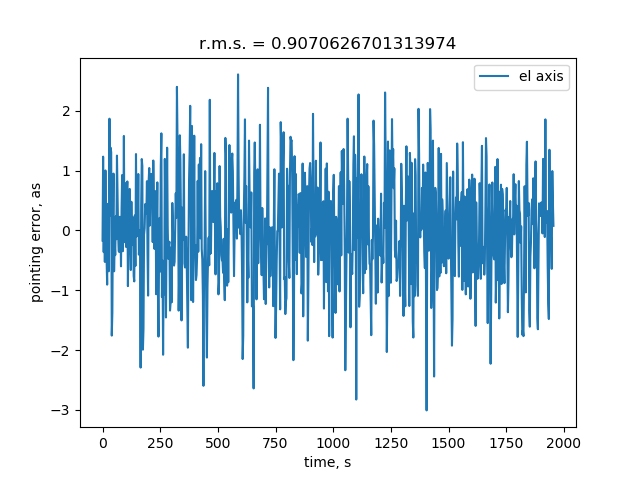 r.m.s. = 0.9070626701313974
el axis
pointing error, as
2
1
0
−1
−2
−3
0 250 500 750 1000 1250 1500 1750 2000
time, s